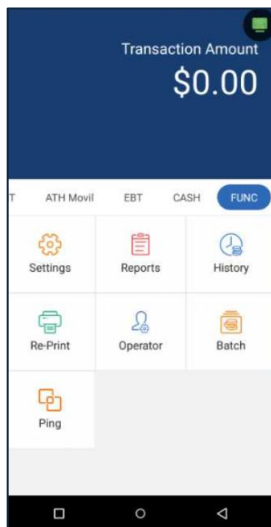 Transaction Amount
$0.00
T ATH Movil EBT CASH FUNC
Settings Reports History
Re-Print Operator Batch
Ping